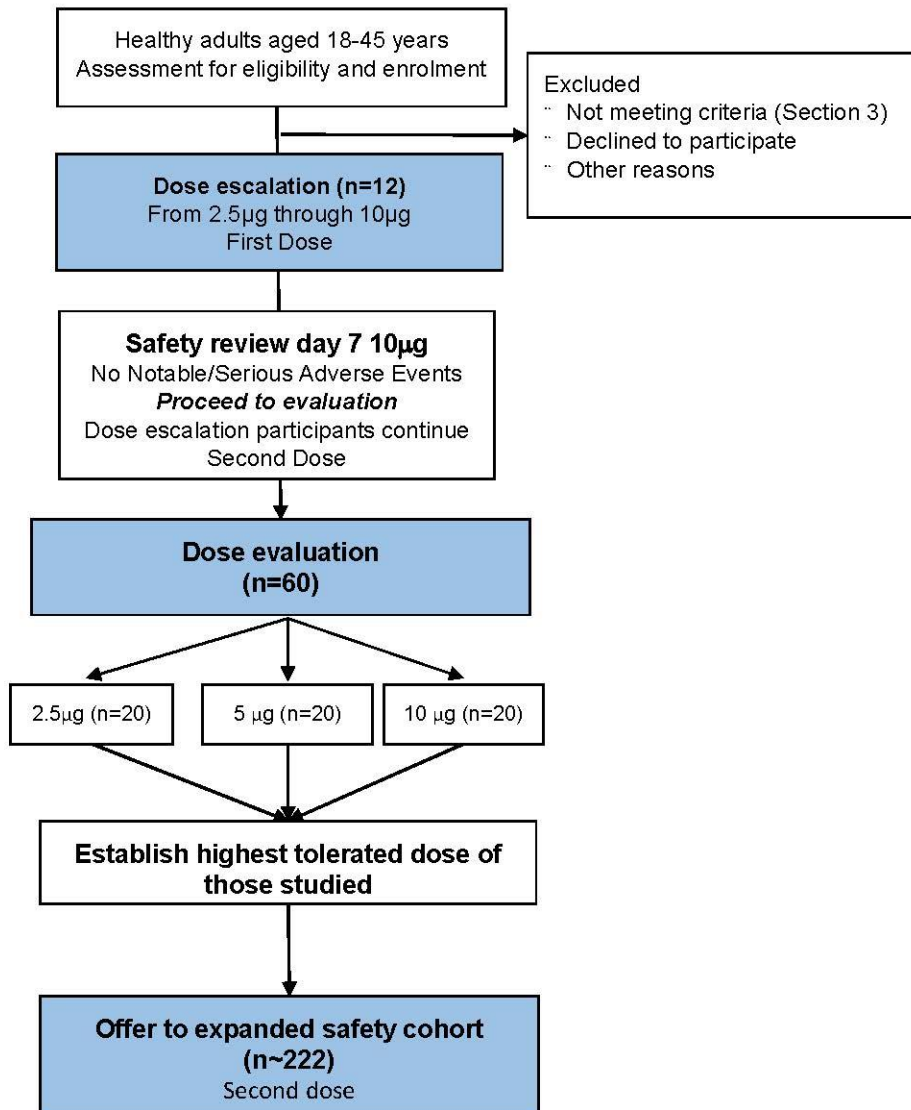 Healthy adults aged 18-45 years
Assessment for eligibility and enrolment
Excluded
¨ Not meeting criteria (Section 3)
¨ Declined to participate
¨ Other reasons
Dose escalation (n=12)
From 2.5µg through 10µg
First Dose
Safety review day 7 10µg
No Notable/Serious Adverse Events
Proceed to evaluation
Dose escalation participants continue
Second Dose
Dose evaluation
(n=60)
2.5µg (n=20)
5 µg (n=20)
10 µg (n=20)
Establish highest tolerated dose of
those studied
Offer to expanded safety cohort
(n~222)
Second dose